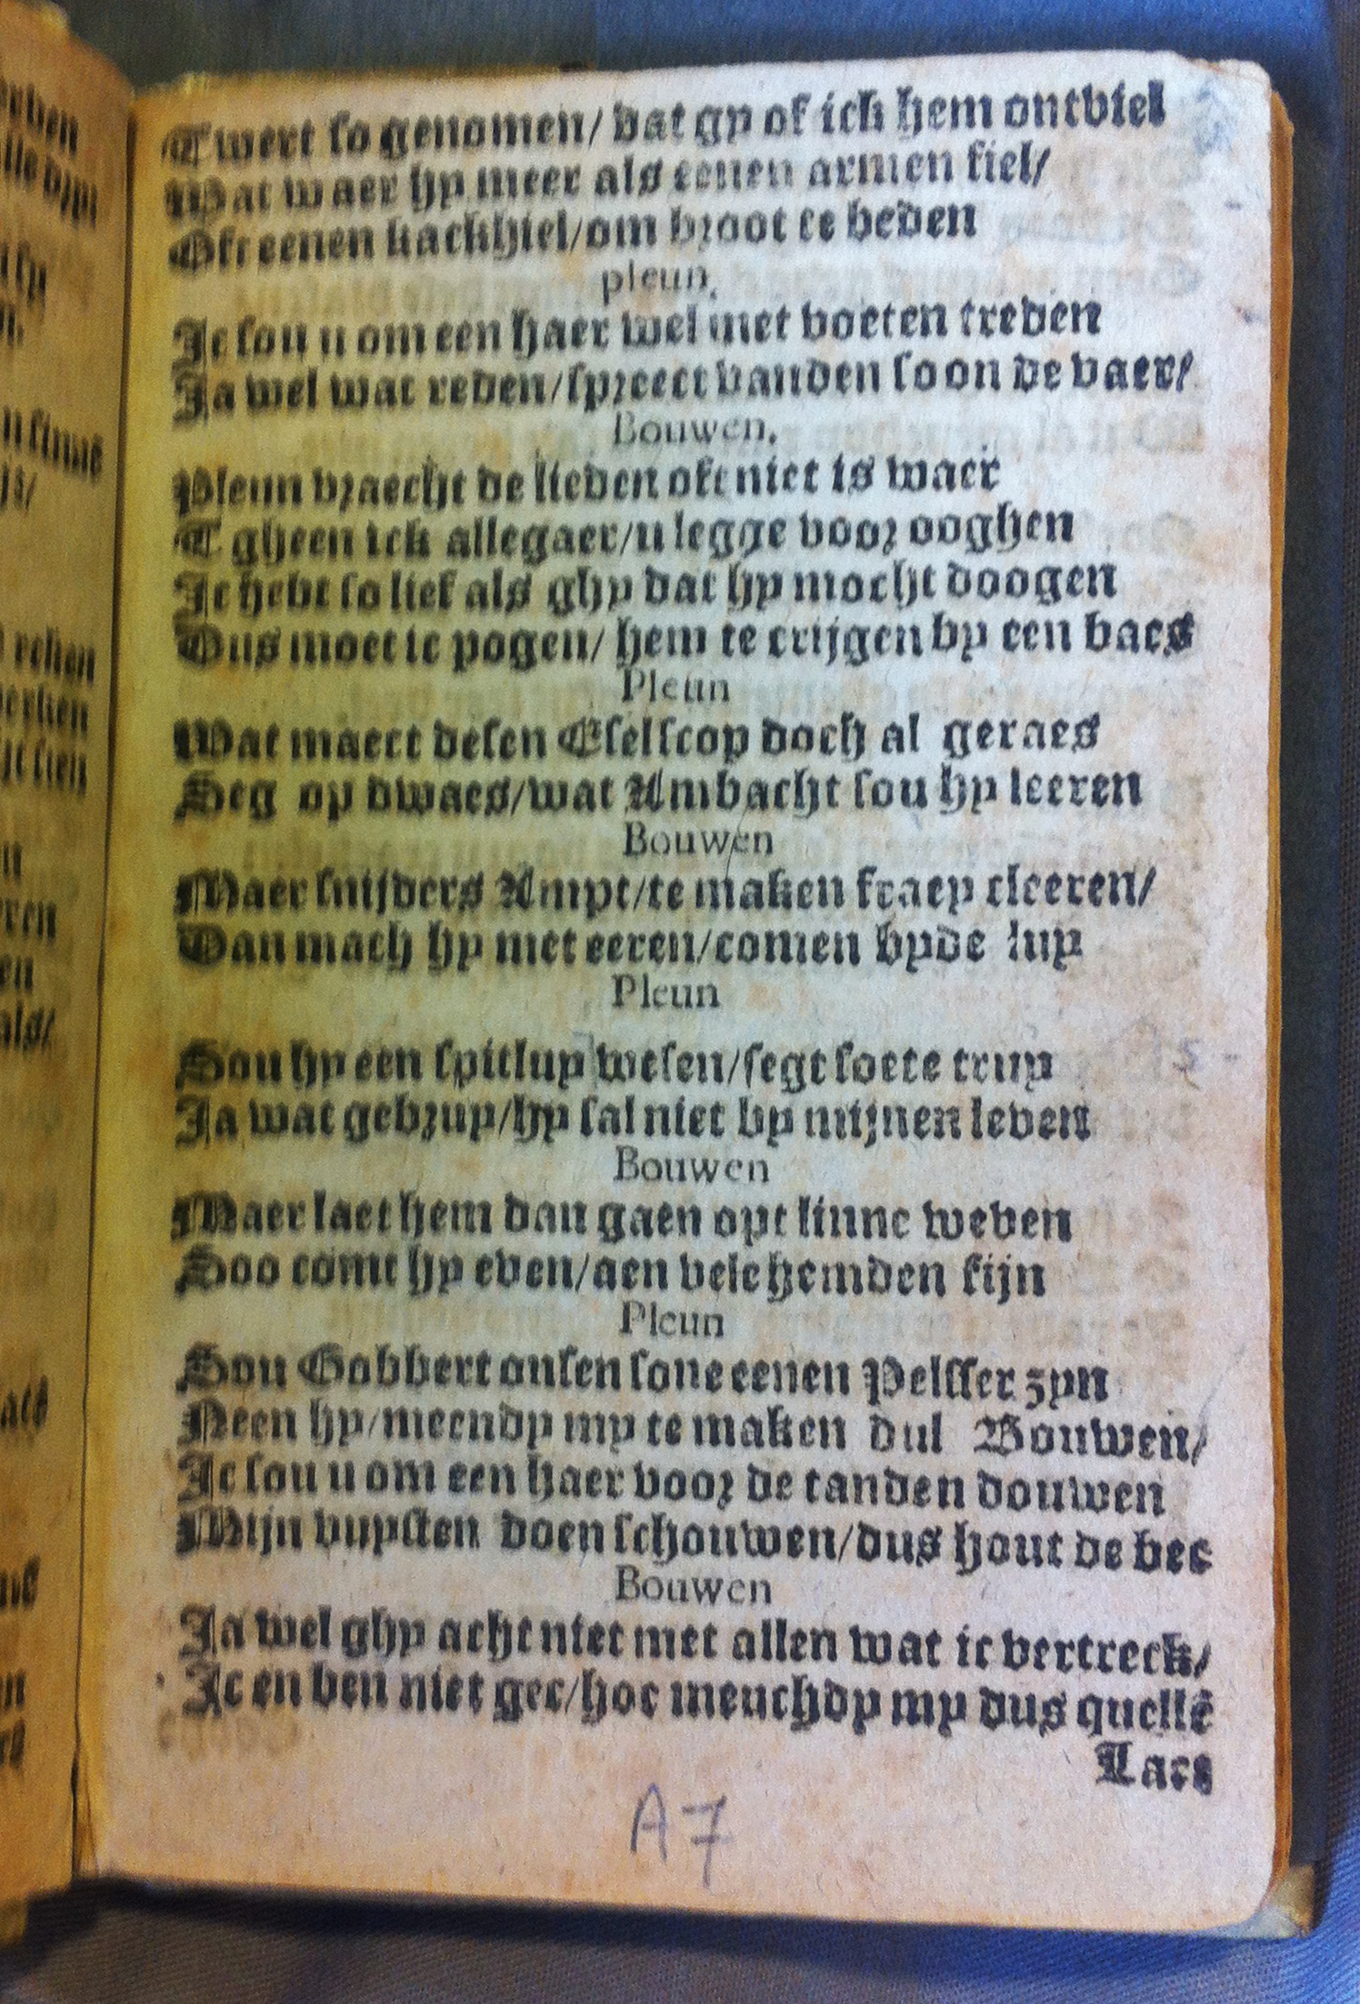 Twert so genomen/ dat gy of ick hem ontviel
Wat waer hy meer als eenen armen fiel/
Oft eenen kackhiel/om broot te beden
pleun.
Ic sou u om een haer wel met voeten treden
Ja wel wat reden/spreect vanden soon de vaer/
Bouwen.
Pleun vraecht de lieden oft niet is waer
T gheen ick allegaer/u legge voor ooghen
Ic hebt so lief als ghy dat hy mocht doogen
Dus moet ic pogen/ hem te crijgen by een baes
Pleun
Wat maect desen Eselscop doch al geraes
Seg op dwaes/wat Ambacht sou hy leeren
Bouwen
Maer snijders Ampt/te maken fraey cleeren/
Dan mach hy met eeren/comen byde luy
Pleun
Sou hy een spitluy wesen/segt soete truy
Ja wat gebruy/hy sal niet by mijnen leven
Bouwen
Maer laet hem dan gaen opt linne weven
Soo comt hy even/aen vele hemden fijn
Pleun
Sou Gobbert onsen sone eenen Pelsser zyn
Neen hy/meendy my te maken dul Bouwen/
Ic sou u om een haer voor de tanden douwen
Mijn vuysten doen schouwen/dus hout de bec
Bouwen
Ja wel ghy acht niet met allen wat ic vertreck/
Ic en ben niet gec/hoe meuchdy my dus quellē
Laet
A7